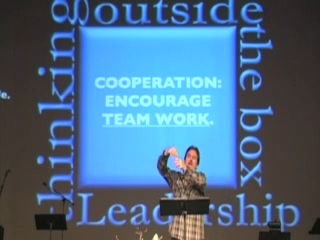 thinking
outside
the box
Leadership
COOPERATION:
ENCOURAGE
TEAM WORK.